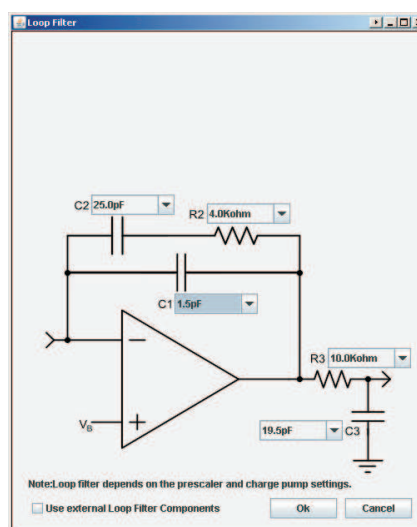 Loop Filter
C2 25.0pF
R2 4.0Kohm
C1 1.5pF
R3 10.0Kohm
VB
19.5pF C3
Note:Loop filter depends on the prescaler and charge pump settings.
Use external Loop Filter Components Ok Cancel